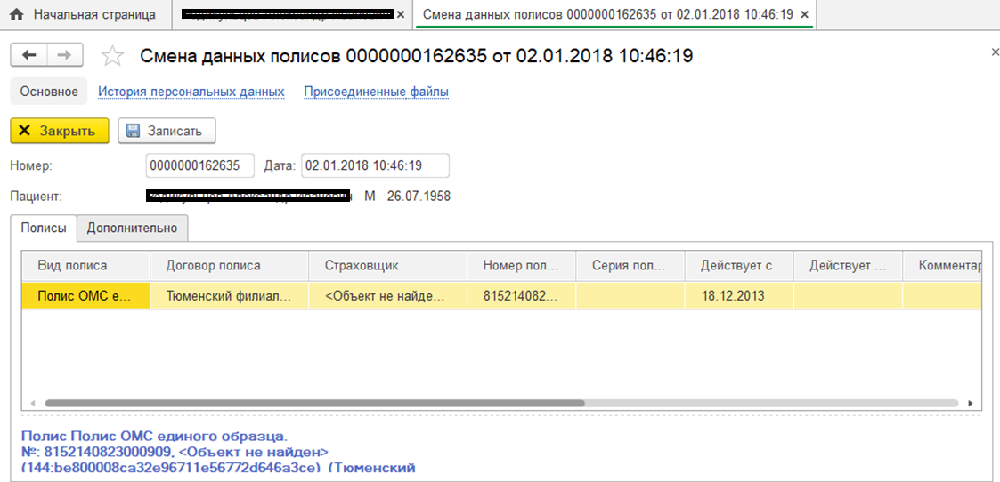 Начальная страница
Смена данных полисов 0000000162635 от 02.01.2018 10:46:19
Смена данных полисов 0000000162635 от 02.01.2018 10:46:19
Основное История персональных данных Присоединенные файлы
Закрыть Записать
Номер: 0000000162635 Дата: 02.01.2018 10:46:19
Пациент: М 26.07.1958
Полисы Дополнительно
Вид полиса Договор полиса Страховщик Номер пол... Серия пол... Действует с Действует ... Комментар
Полис ОМС е... Тюменский филиал... <Объект не найде... 815214082... 18.12.2013
Полис Полис ОМС единого образца.
№: 8152140823000909, <Объект не найден>
(144:be800008ca32e96711e56772d646a3ce) (Тюменский